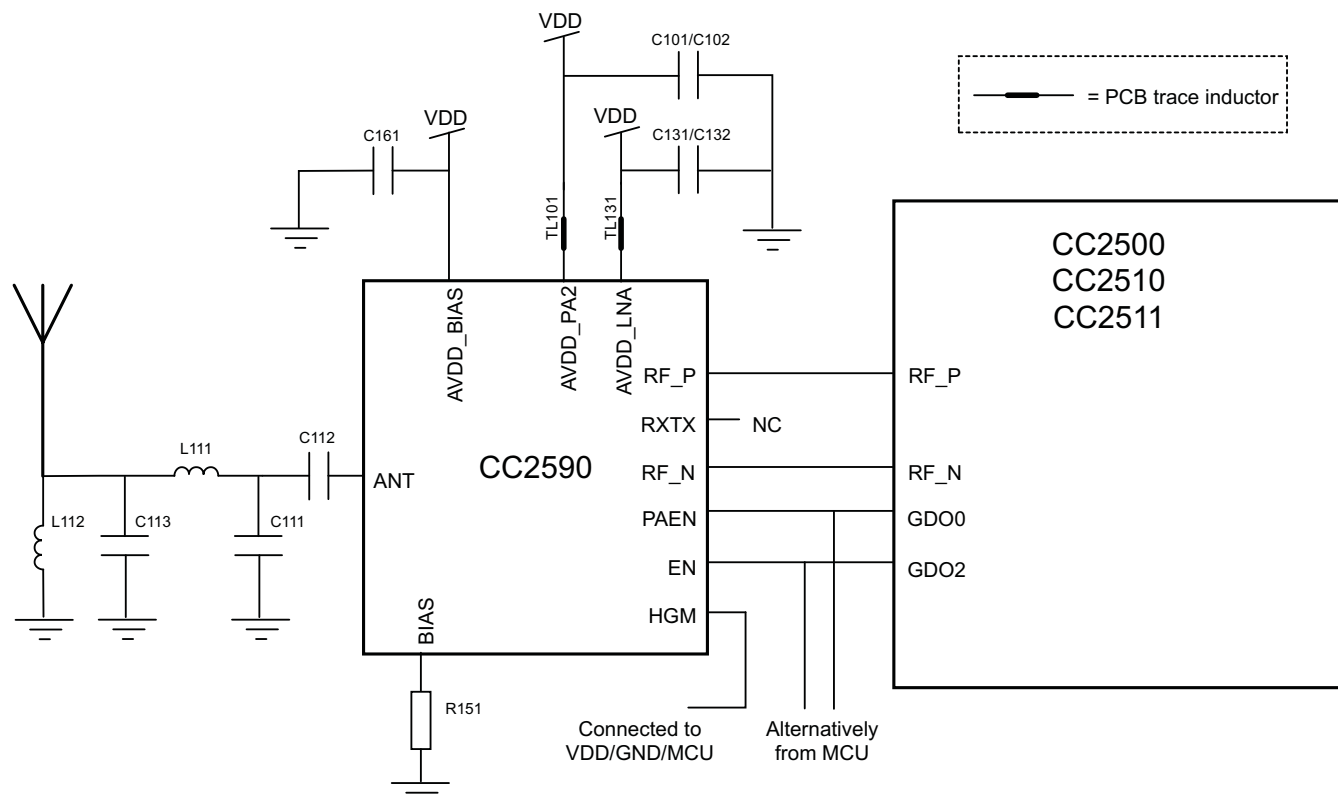 VDD
C101/C102
= PCB trace inductor
VDD
VDD
C161
C131/C132
TL101
TL131
CC2500
CC2510
CC2511
AVDD_BIAS
AVDD_PA2
AVDD_LNA
RF_P
RF_P
RXTX
NC
L111
C112
ANT
CC2590
RF_N
RF_N
L112
C113
C111
PAEN
GDO0
EN
GDO2
HGM
BIAS
R151
Connected to
VDD/GND/MCU
Alternatively
from MCU